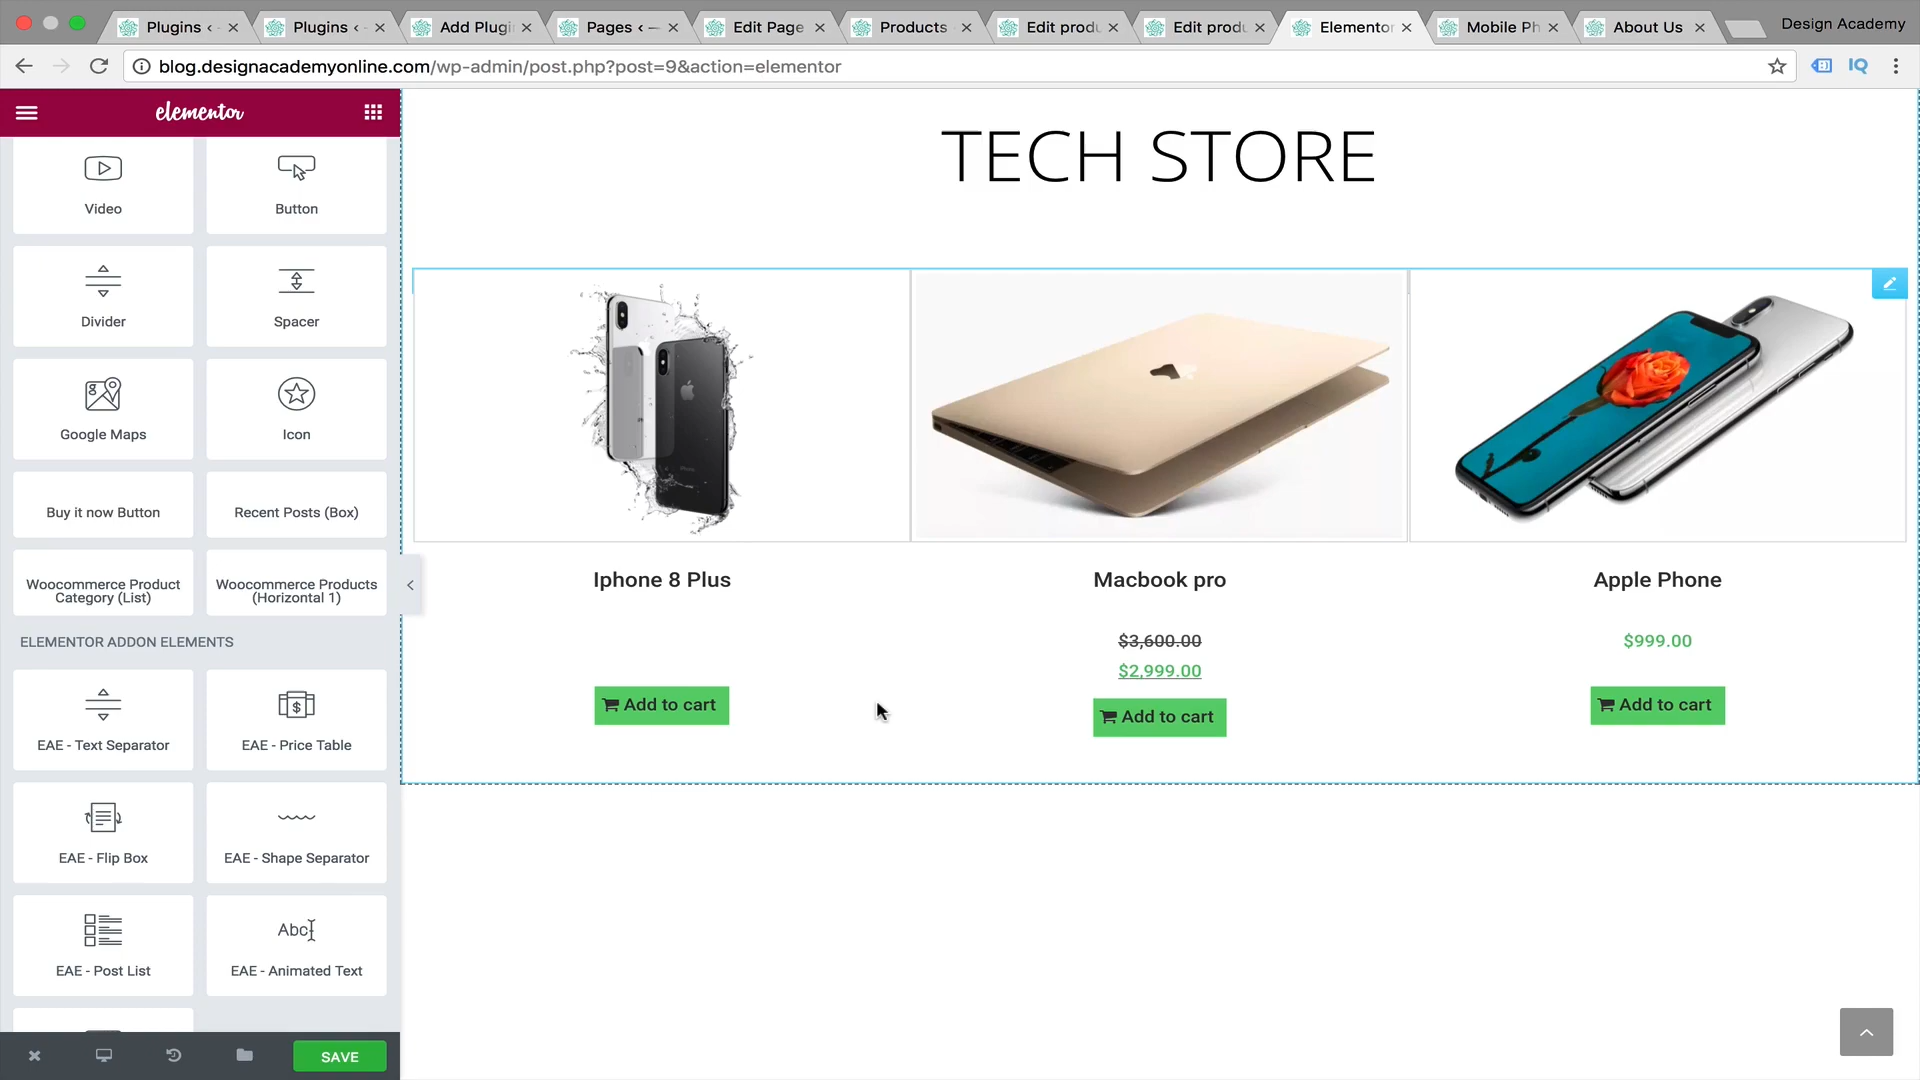 Plugins ‹
Plugins ‹
Add Plugi
Pages ‹ —
Edit Page
Products
Edit produ
Edit produ
Elementor
Mobile Ph
About Us
Design Academy
blog.designacademyonline.com/wp-admin/post.php?post=9&action=elementor
IQ
elementor
Video
Button
Divider
Spacer
Google Maps
Icon
Buy it now Button
Recent Posts (Box)
Woocommerce Product
Category (List)
Woocommerce Products
(Horizontal 1)
ELEMENTOR ADDON ELEMENTS
EAE - Text Separator
EAE - Price Table
EAE - Flip Box
EAE - Shape Separator
EAE - Post List
Abc
EAE - Animated Text
SAVE
TECH STORE
Iphone 8 Plus
Macbook pro
Apple Phone
$3,600.00
$999.00
$2,999.00
Add to cart
Add to cart
Add to cart